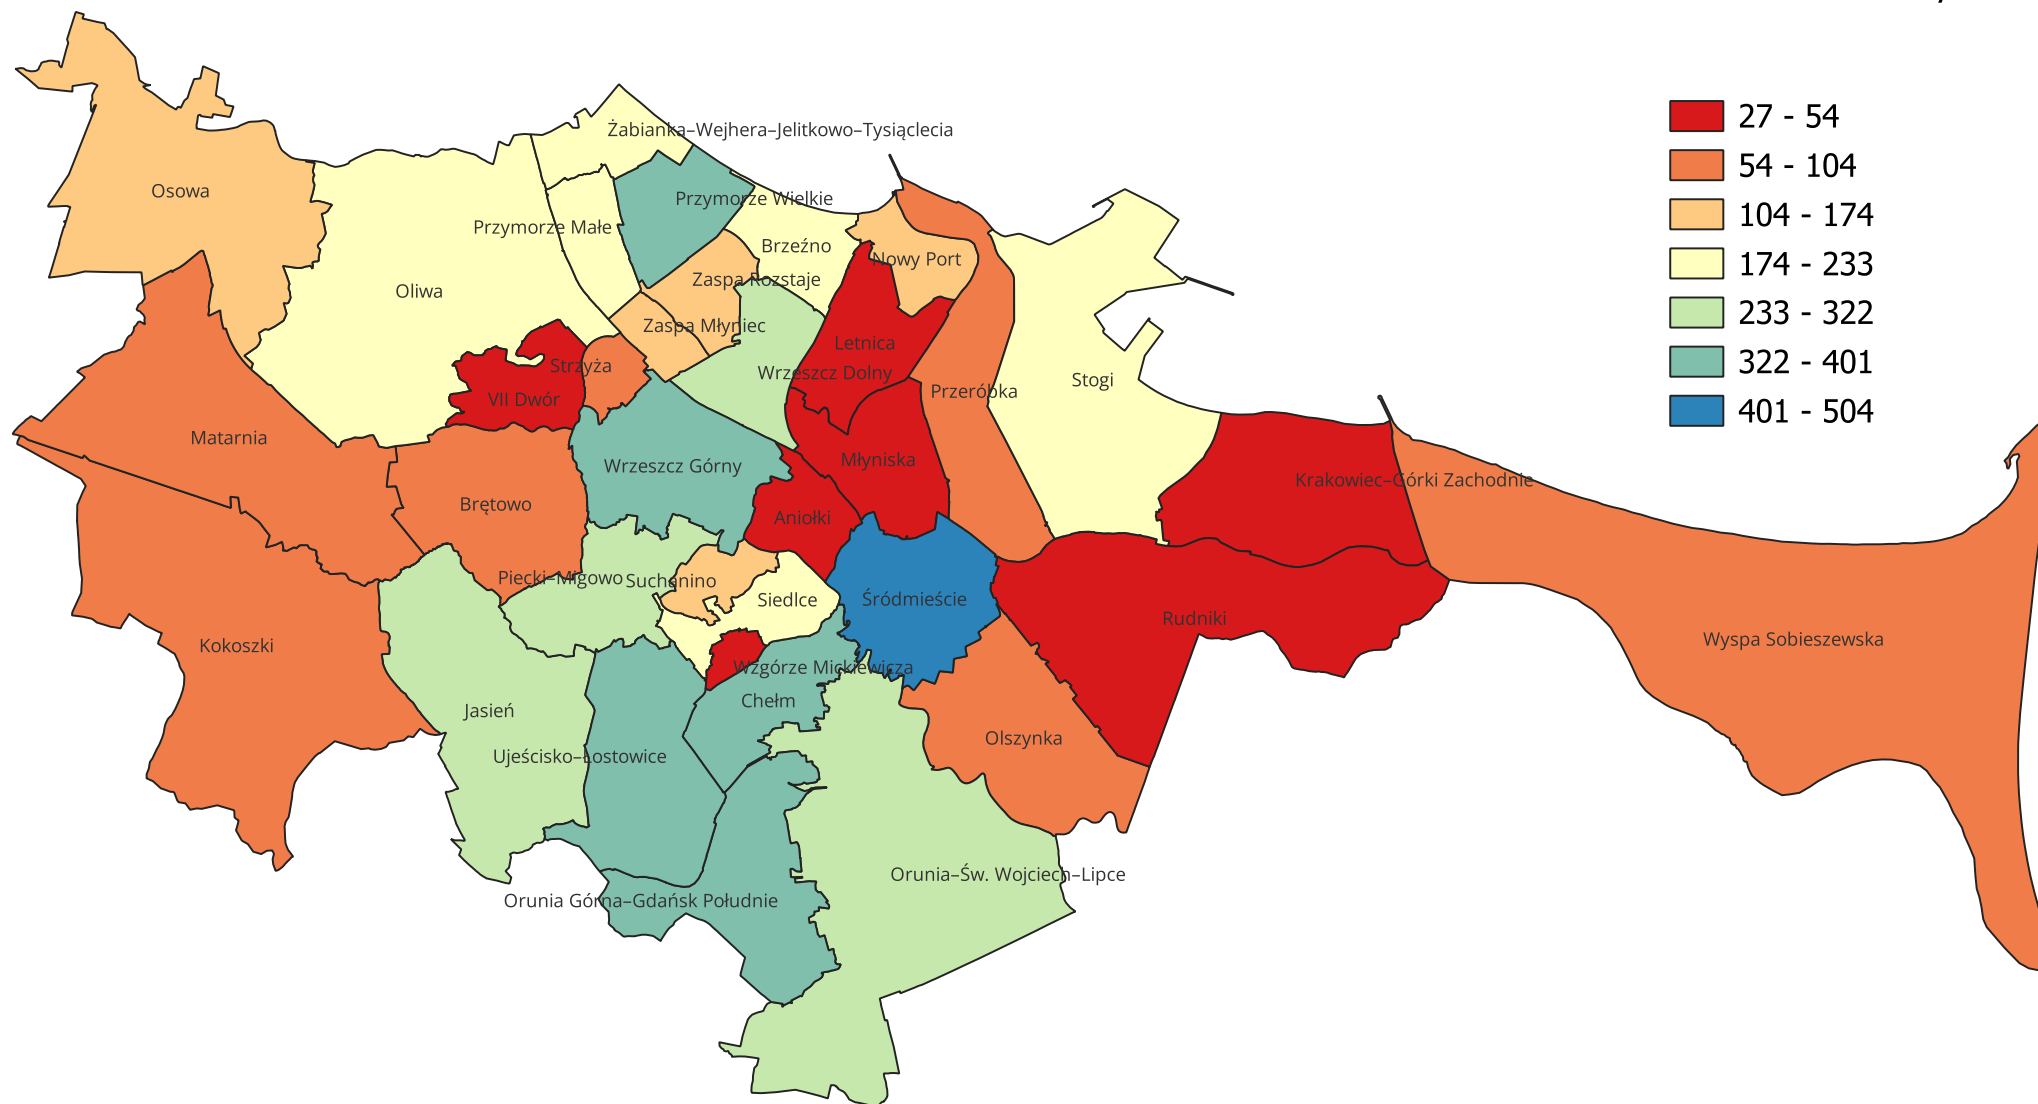 Żabianka–Wejhera–Jelitkowo–Tysiąclecia
Osowa
Przymorze Wielkie
Przymorze Małe
Brzeźno
Nowy Port
Zaspa Rozstaje
Oliwa
Zaspa Młyniec
Letnica
Strzyża
Wrzeszcz Dolny
Stogi
Przeróbka
VII Dwór
Matarnia
Młyniska
Wrzeszcz Górny
Krakowiec–Górki Zachodnie
Brętowo
Aniołki
Piecki–Migowo
Suchanino
Siedlce
Śródmieście
Rudniki
Wyspa Sobieszewska
Kokoszki
Wzgórze Mickiewicza
Chełm
Jasień
Olszynka
Ujeścisko–Łostowice
Orunia–Św. Wojciech–Lipce
Orunia Górna–Gdańsk Południe
27 - 54
54 - 104
104 - 174
174 - 233
233 - 322
322 - 401
401 - 504